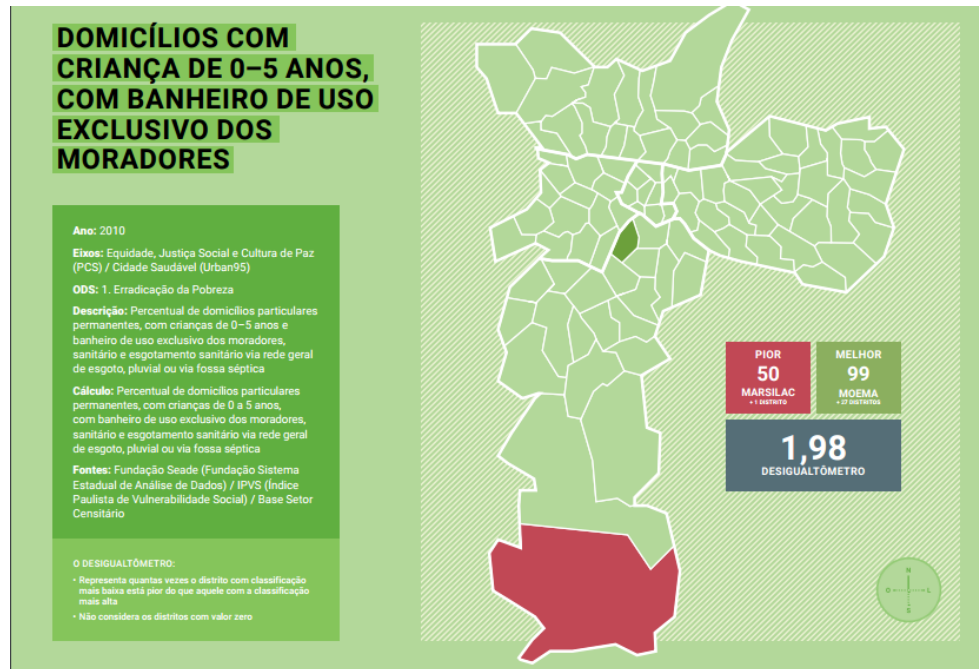 DOMICÍLIOS COM
CRIANÇA DE 0–5 ANOS,
COM BANHEIRO DE USO
EXCLUSIVO DOS
MORADORES
Ano: 2010
Eixos: Equidade, Justiça Social e Cultura de Paz
(PCS) / Cidade Saudável (Urban95)
ODS: 1. Erradicação da Pobreza
Descrição: Percentual de domicílios particulares
permanentes, com crianças de 0–5 anos e
banheiro de uso exclusivo dos moradores,
sanitário e esgotamento sanitário via rede geral
de esgoto, pluvial ou via fossa séptica
Cálculo: Percentual de domicílios particulares
permanentes, com crianças de 0 a 5 anos,
com banheiro de uso exclusivo dos moradores,
sanitário e esgotamento sanitário via rede geral
de esgoto, pluvial ou via fossa séptica
Fontes: Fundação Seade (Fundação Sistema
Estadual de Análise de Dados) / IPVS (Índice
Paulista de Vulnerabilidade Social) / Base Setor
Censitário
O DESIGUALTÔMETRO:
• Representa quantas vezes o distrito com classificação
mais baixa está pior do que aquele com a classificação
mais alta
• Não considera os distritos com valor zero
PIOR
50
MARSILAC
+ 1 DISTRITO
MELHOR
99
MOEMA
+ 27 DISTRITOS
1,98
DESIGUALTÔMETRO
N
O L
S